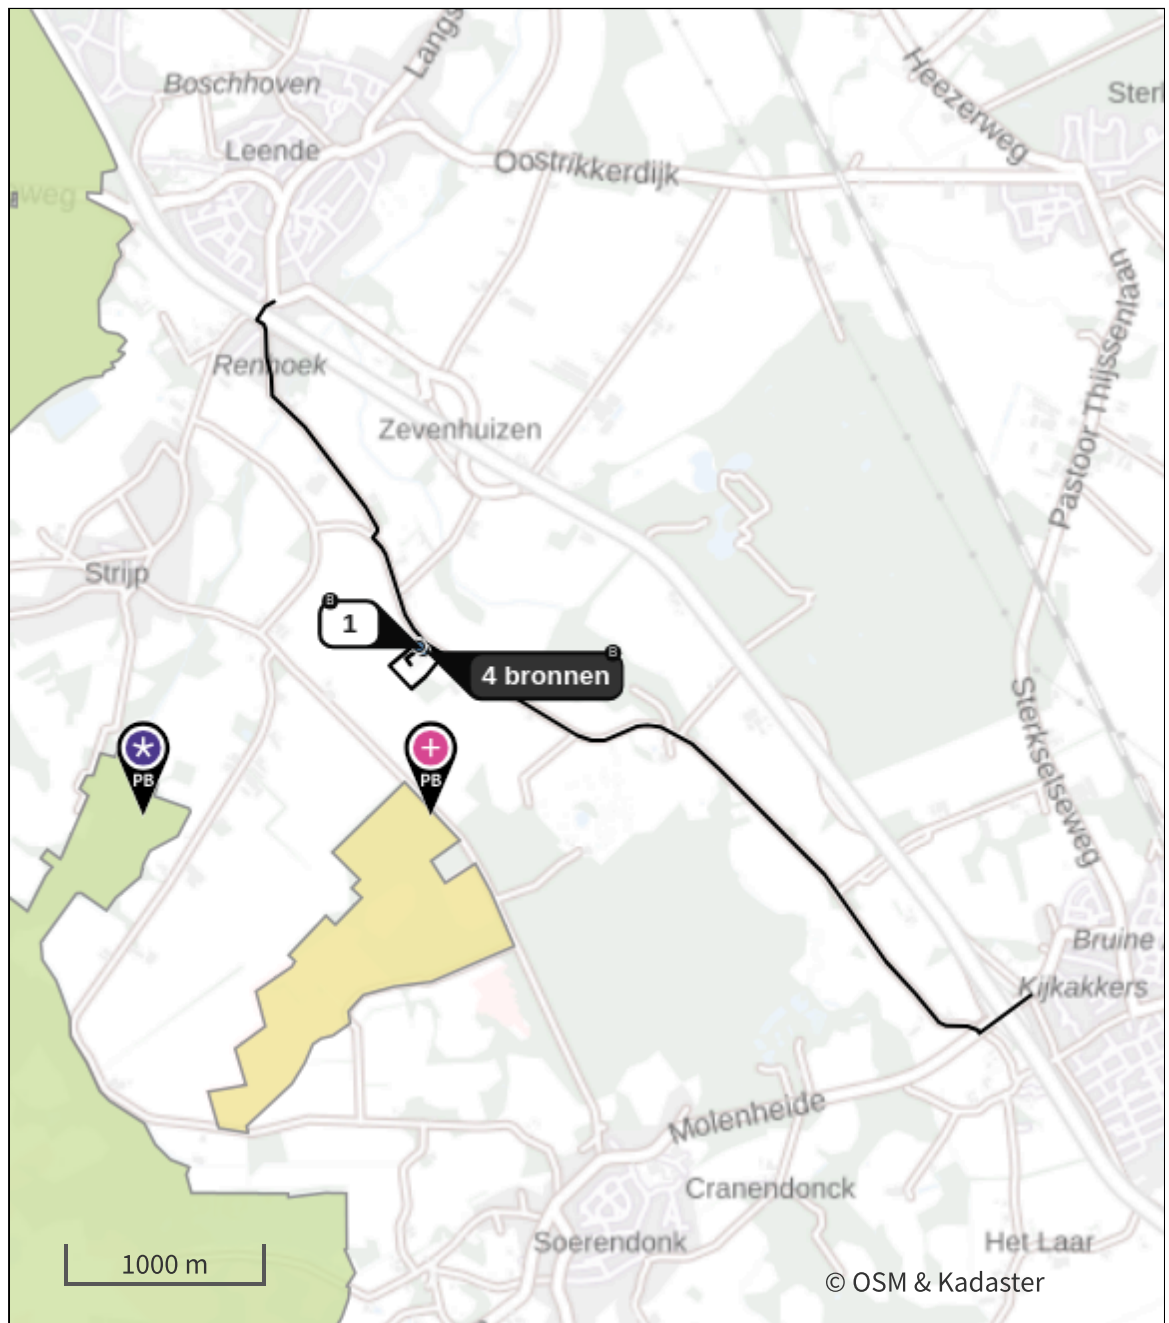 Langs
Boschhoven
Heezerweg
Sterl
Leende
Oostrikkerdijk
weg
Pastoor Thijssenlaan
Renhoek
Zevenhuizen
Strijp
B
1
B
4 bronnen
Sterkselseweg
PB
PB
Bruine
Kijkakkers
Molenheide
Cranendonck
Soerendonk
Het Laar
1000 m
© OSM & Kadaster